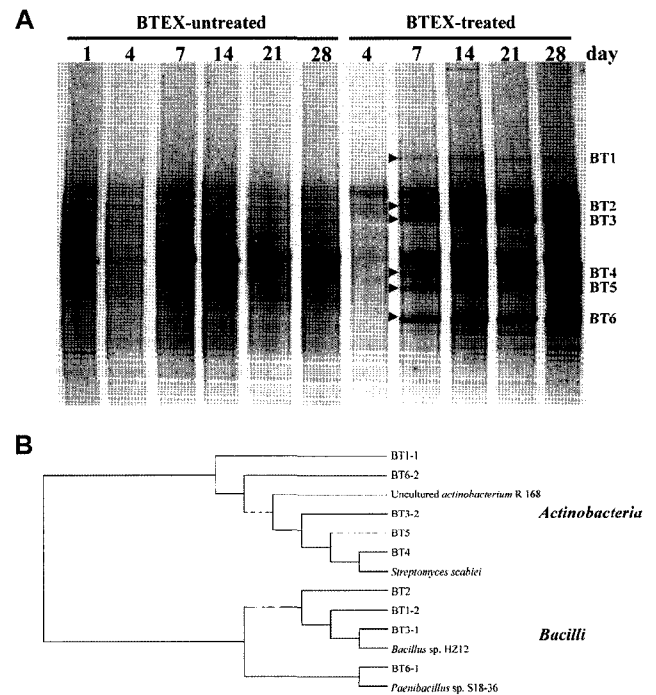 A
BTEX-untreated BTEX-treated
1 4 7 14 21 28 4 7 14 21 28 day
BT1
BT2
BT3
BT4
BT5
BT6
B
BT1-1
BT6-2
Uncultured actinobacterium R 168
BT3-2
Actinobacteria
BT5
BT4
Streptomyces scabiei
BT2
BT1-2
BT3-1
Bacilli
Bacillus sp. HZ12
BT6-1
Paenibacillus sp. S18-36